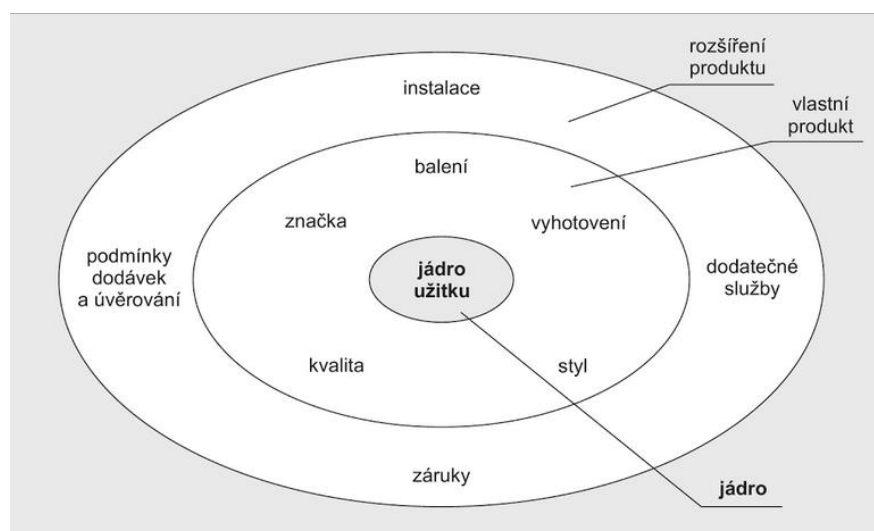 rozšíření
produktu
instalace
vlastní
produkt
balení
značka
vyhotovení
podmínky
dodávek
a úvěrování
jádro
užitku
dodatečné
služby
kvalita
styl
záruky
jádro